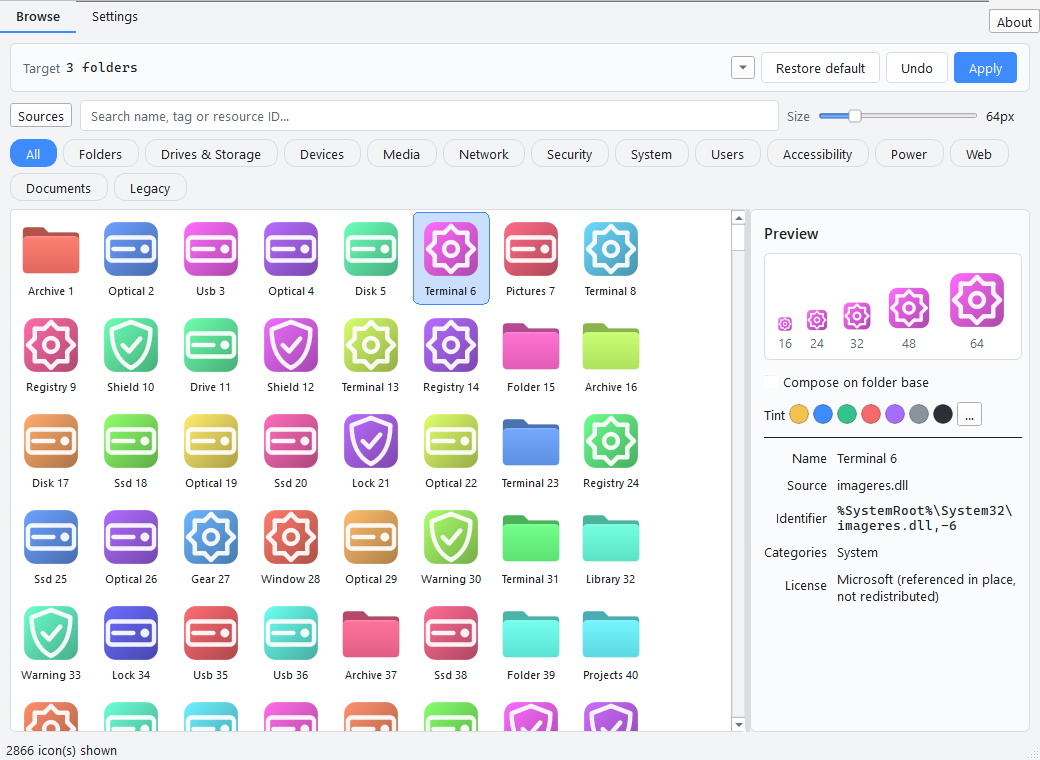 Browse Settings
About
Target 3 folders
Restore default Undo Apply
Sources Search name, tag or resource ID... Size 64px
All Folders Drives & Storage Devices Media Network Security System Users Accessibility Power Web
Documents Legacy
Archive 1 Optical 2 Usb 3 Optical 4 Disk 5 Terminal 6 Pictures 7 Terminal 8
Registry 9 Shield 10 Drive 11 Shield 12 Terminal 13 Registry 14 Folder 15 Archive 16
Disk 17 Ssd 18 Optical 19 Ssd 20 Lock 21 Optical 22 Terminal 23 Registry 24
Ssd 25 Optical 26 Gear 27 Window 28 Optical 29 Warning 30 Terminal 31 Library 32
Warning 33 Lock 34 Usb 35 Usb 36 Archive 37 Ssd 38 Folder 39 Projects 40
Preview
16 24 32 48 64
Compose on folder base
Tint ...
Name Terminal 6
Source imageres.dll
Identifier %SystemRoot%\System32\
imageres.dll,-6
Categories System
License Microsoft (referenced in place,
not redistributed)
2866 icon(s) shown